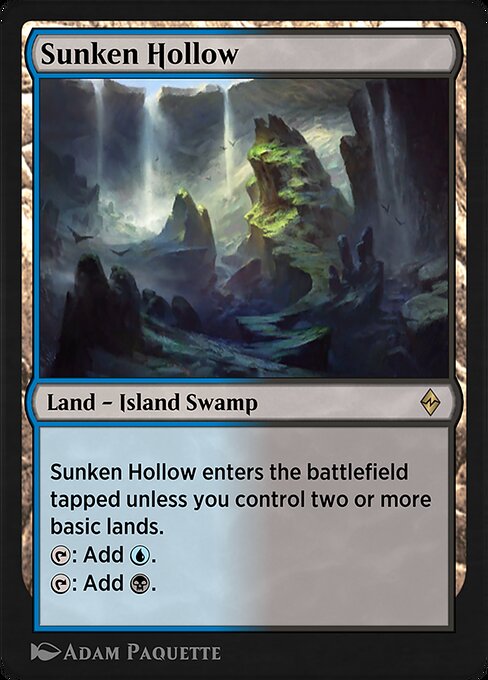 Sunken Hollow
Land – Island Swamp
Sunken Hollow enters the battlefield
tapped unless you control two or more
basic lands.
: Add .
: Add .
Adam Paquette